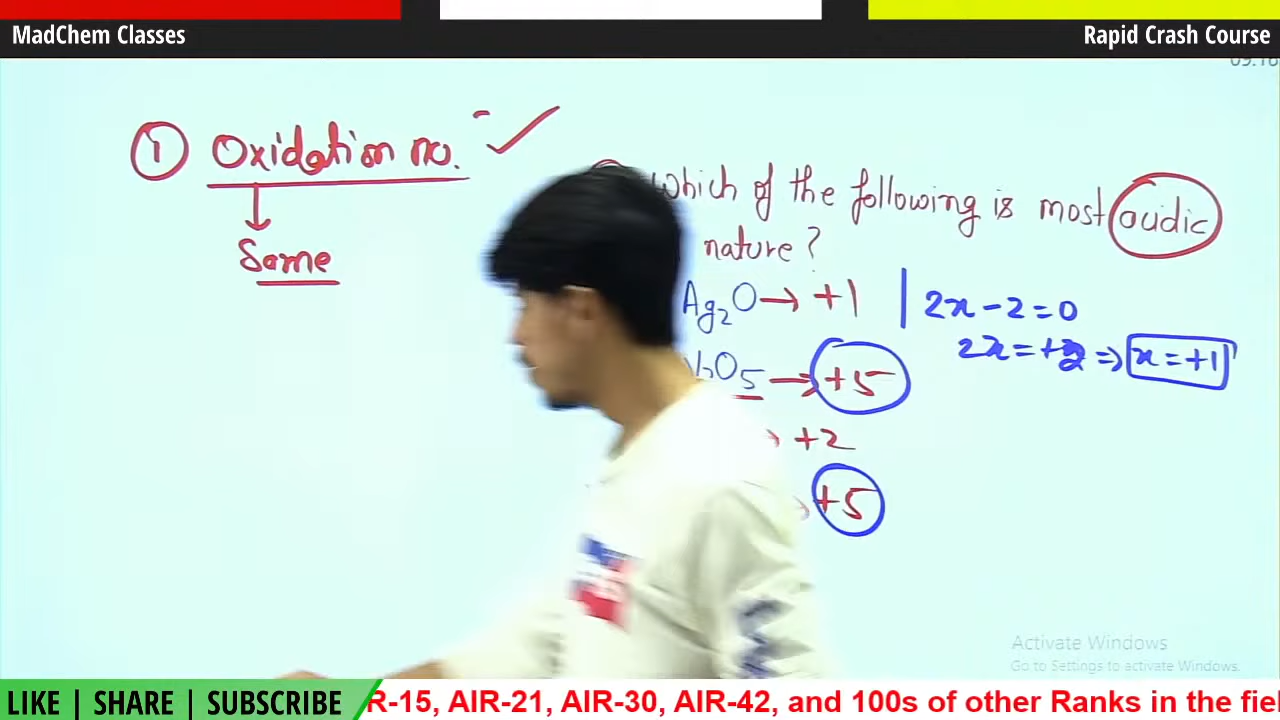 MadChem Classes
Rapid Crash Course
① Oxidation no.
Same
Which of the following is most acidic
nature?
Ag₂O → +1 | 2x - 2 = 0
2x = +2 ⇒ x = +1
O₅ → +5
→ +2
→ +5
Activate Windows
Go to Settings to activate Windows.
LIKE | SHARE | SUBSCRIBE
R-15, AIR-21, AIR-30, AIR-42, and 100s of other Ranks in the fiel